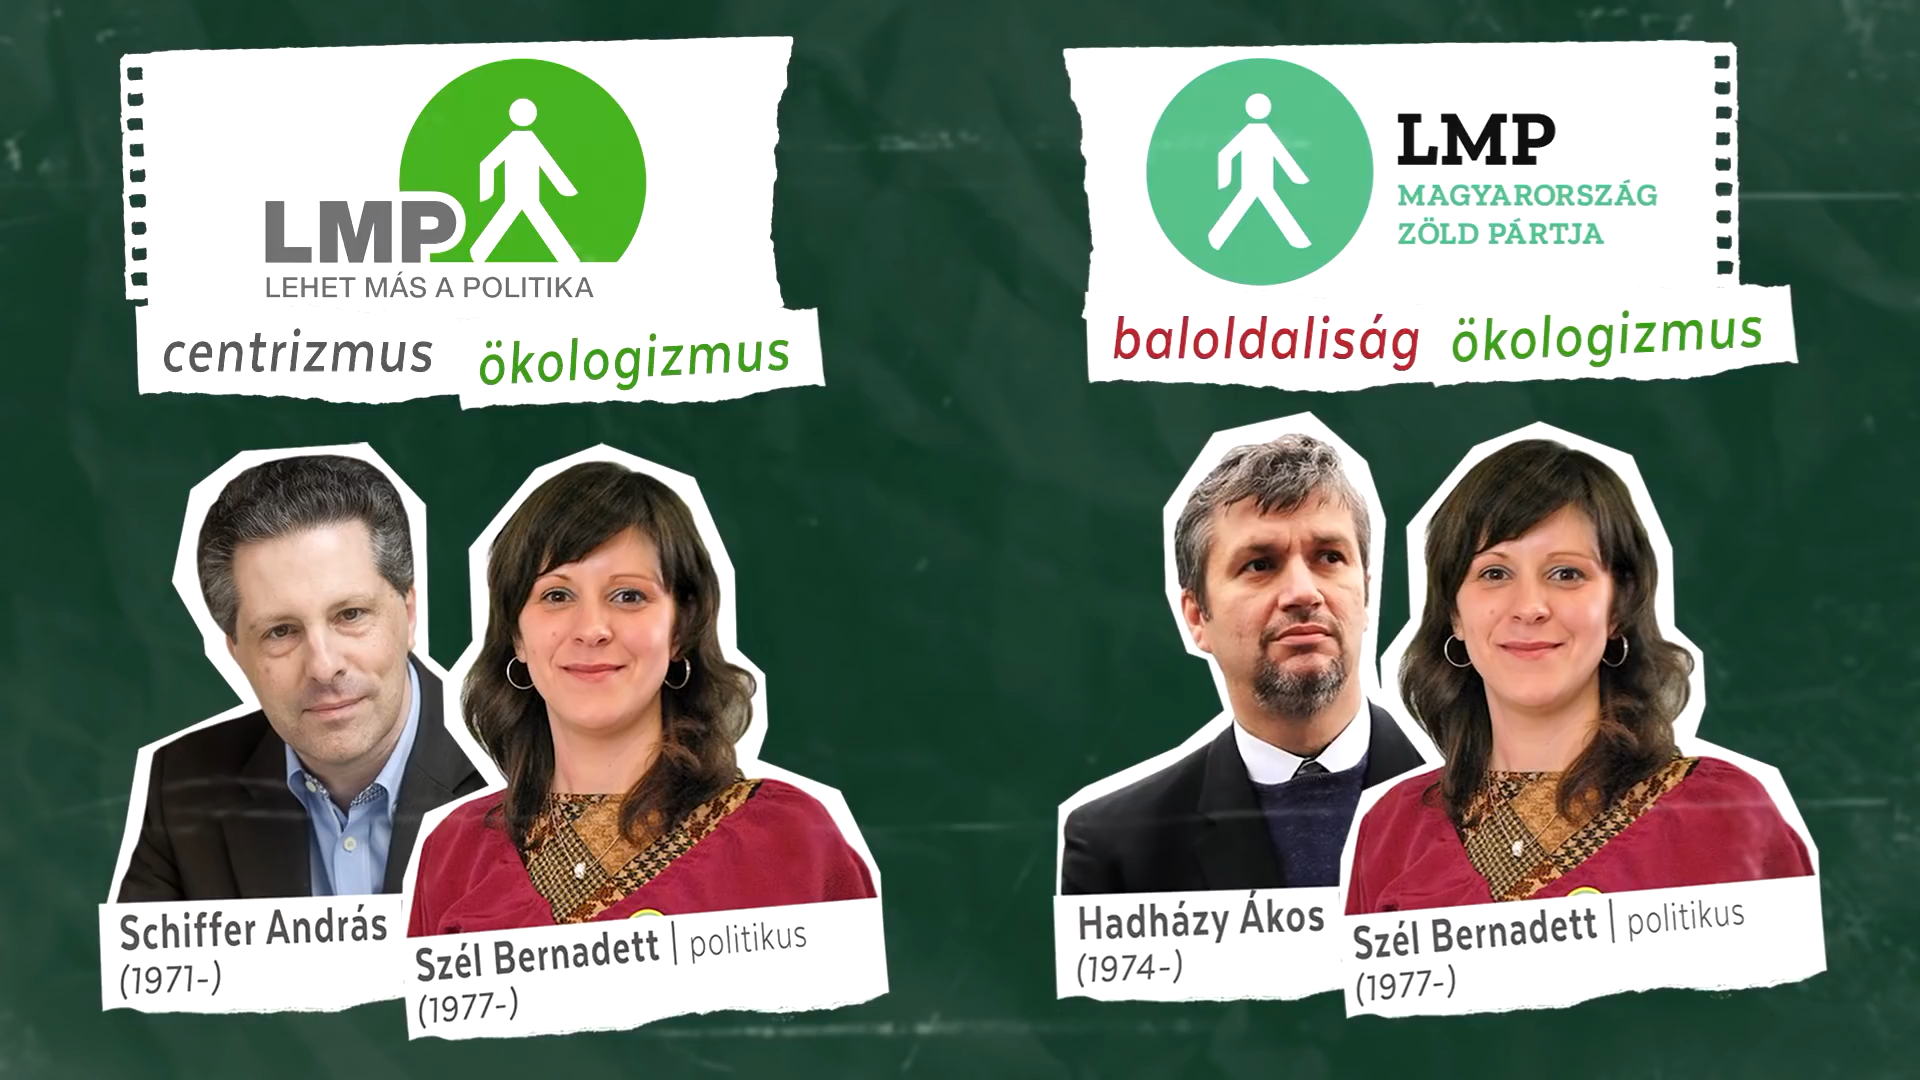 LMP
LEHET MÁS A POLITIKA
centrizmus ökologizmus
Schiffer András
(1971-)
Szél Bernadett | politikus
(1977-)
LMP
MAGYARORSZÁG
ZÖLD PÁRTJA
baloldaliság ökologizmus
Hadházy Ákos
(1974-)
Szél Bernadett | politikus
(1977-)